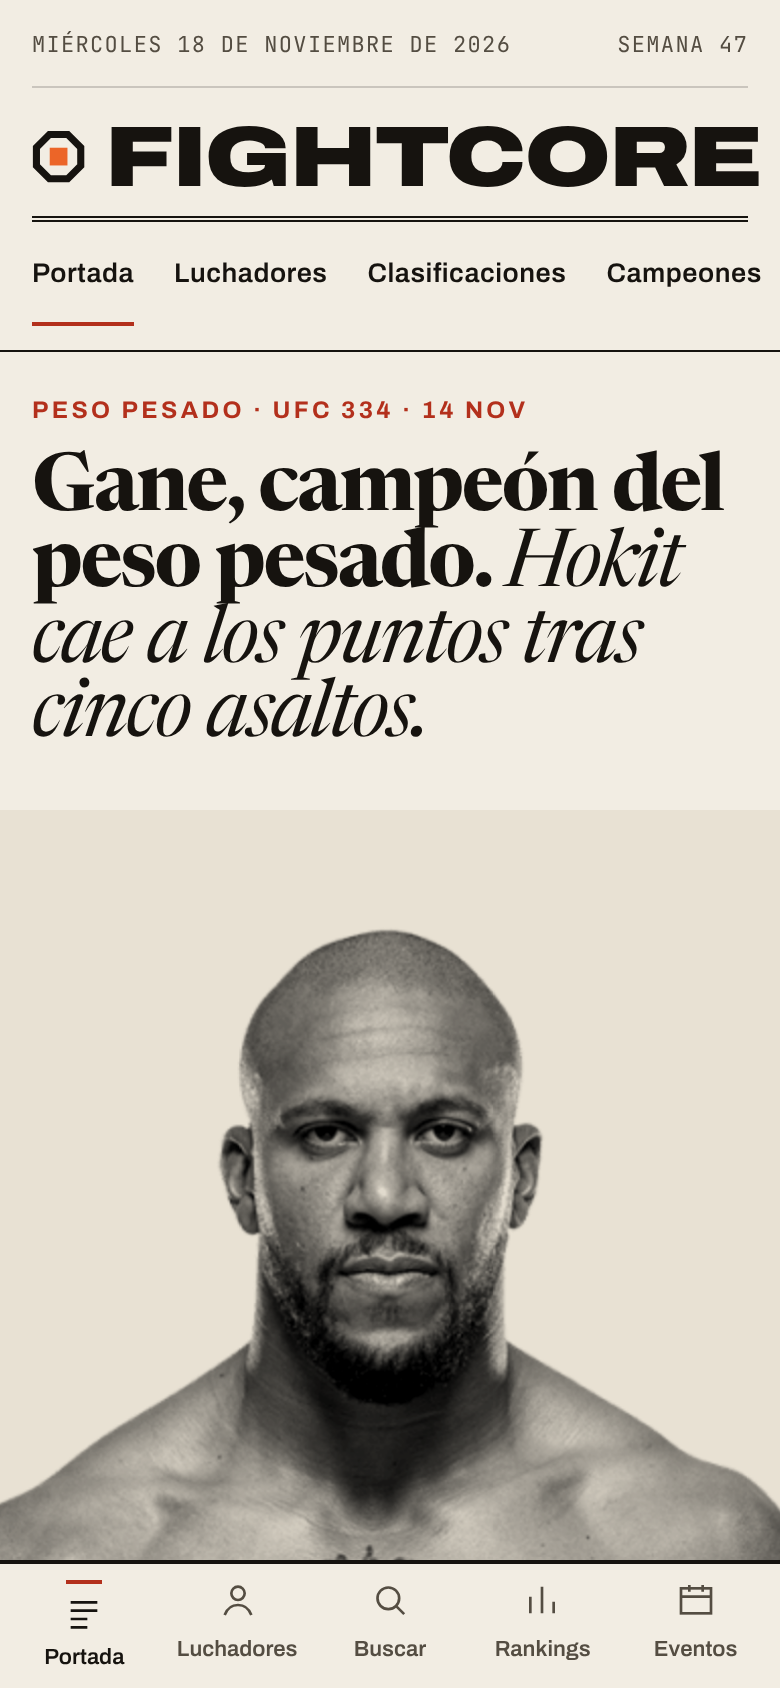 MIÉRCOLES 18 DE NOVIEMBRE DE 2026 SEMANA 47
FIGHTCORE
Portada Luchadores Clasificaciones Campeones
PESO PESADO · UFC 334 · 14 NOV
Gane, campeón del
peso pesado. Hokit
cae a los puntos tras
cinco asaltos.
Portada Luchadores Buscar Rankings Eventos